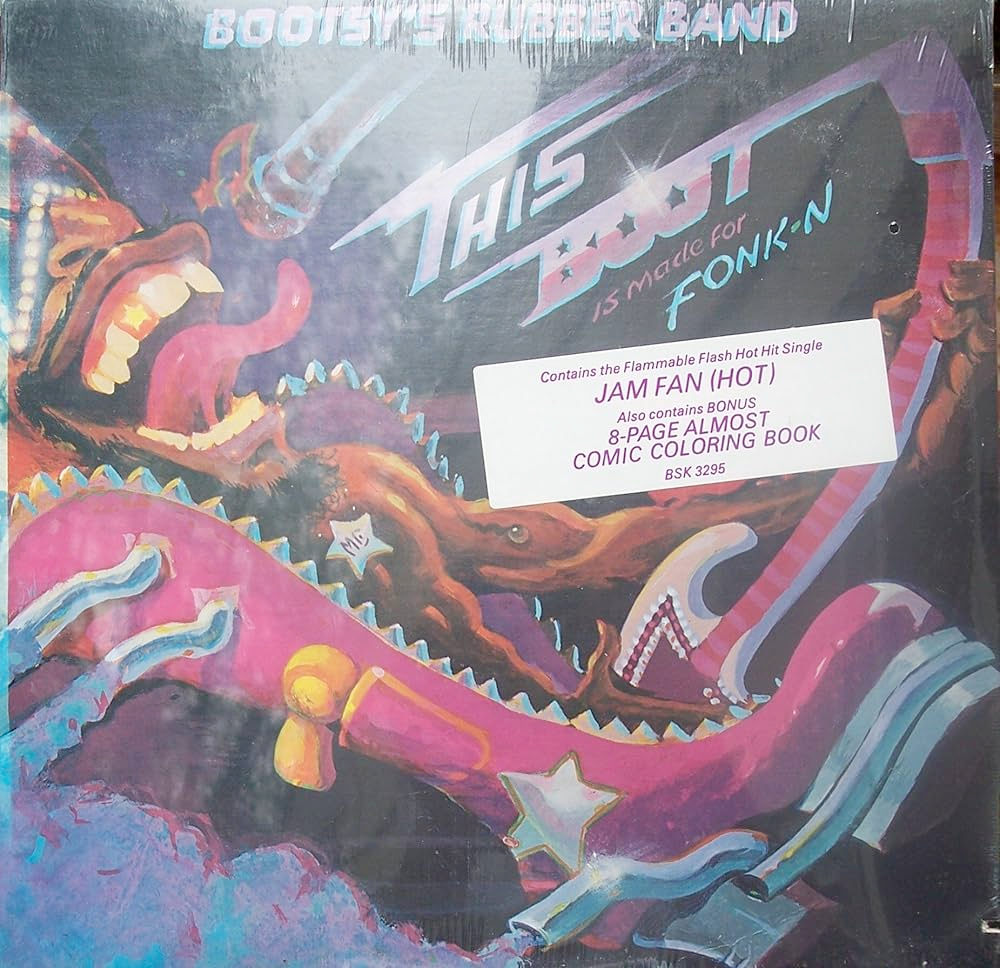 BOOTSY'S RUBBER BAND
THIS
BOOT
IS MADE FOR
FONK-N
Contains the Flammable Flash Hot Hit Single
JAM FAN (HOT)
Also contains BONUS
8-PAGE ALMOST
COMIC COLORING BOOK
BSK 3295